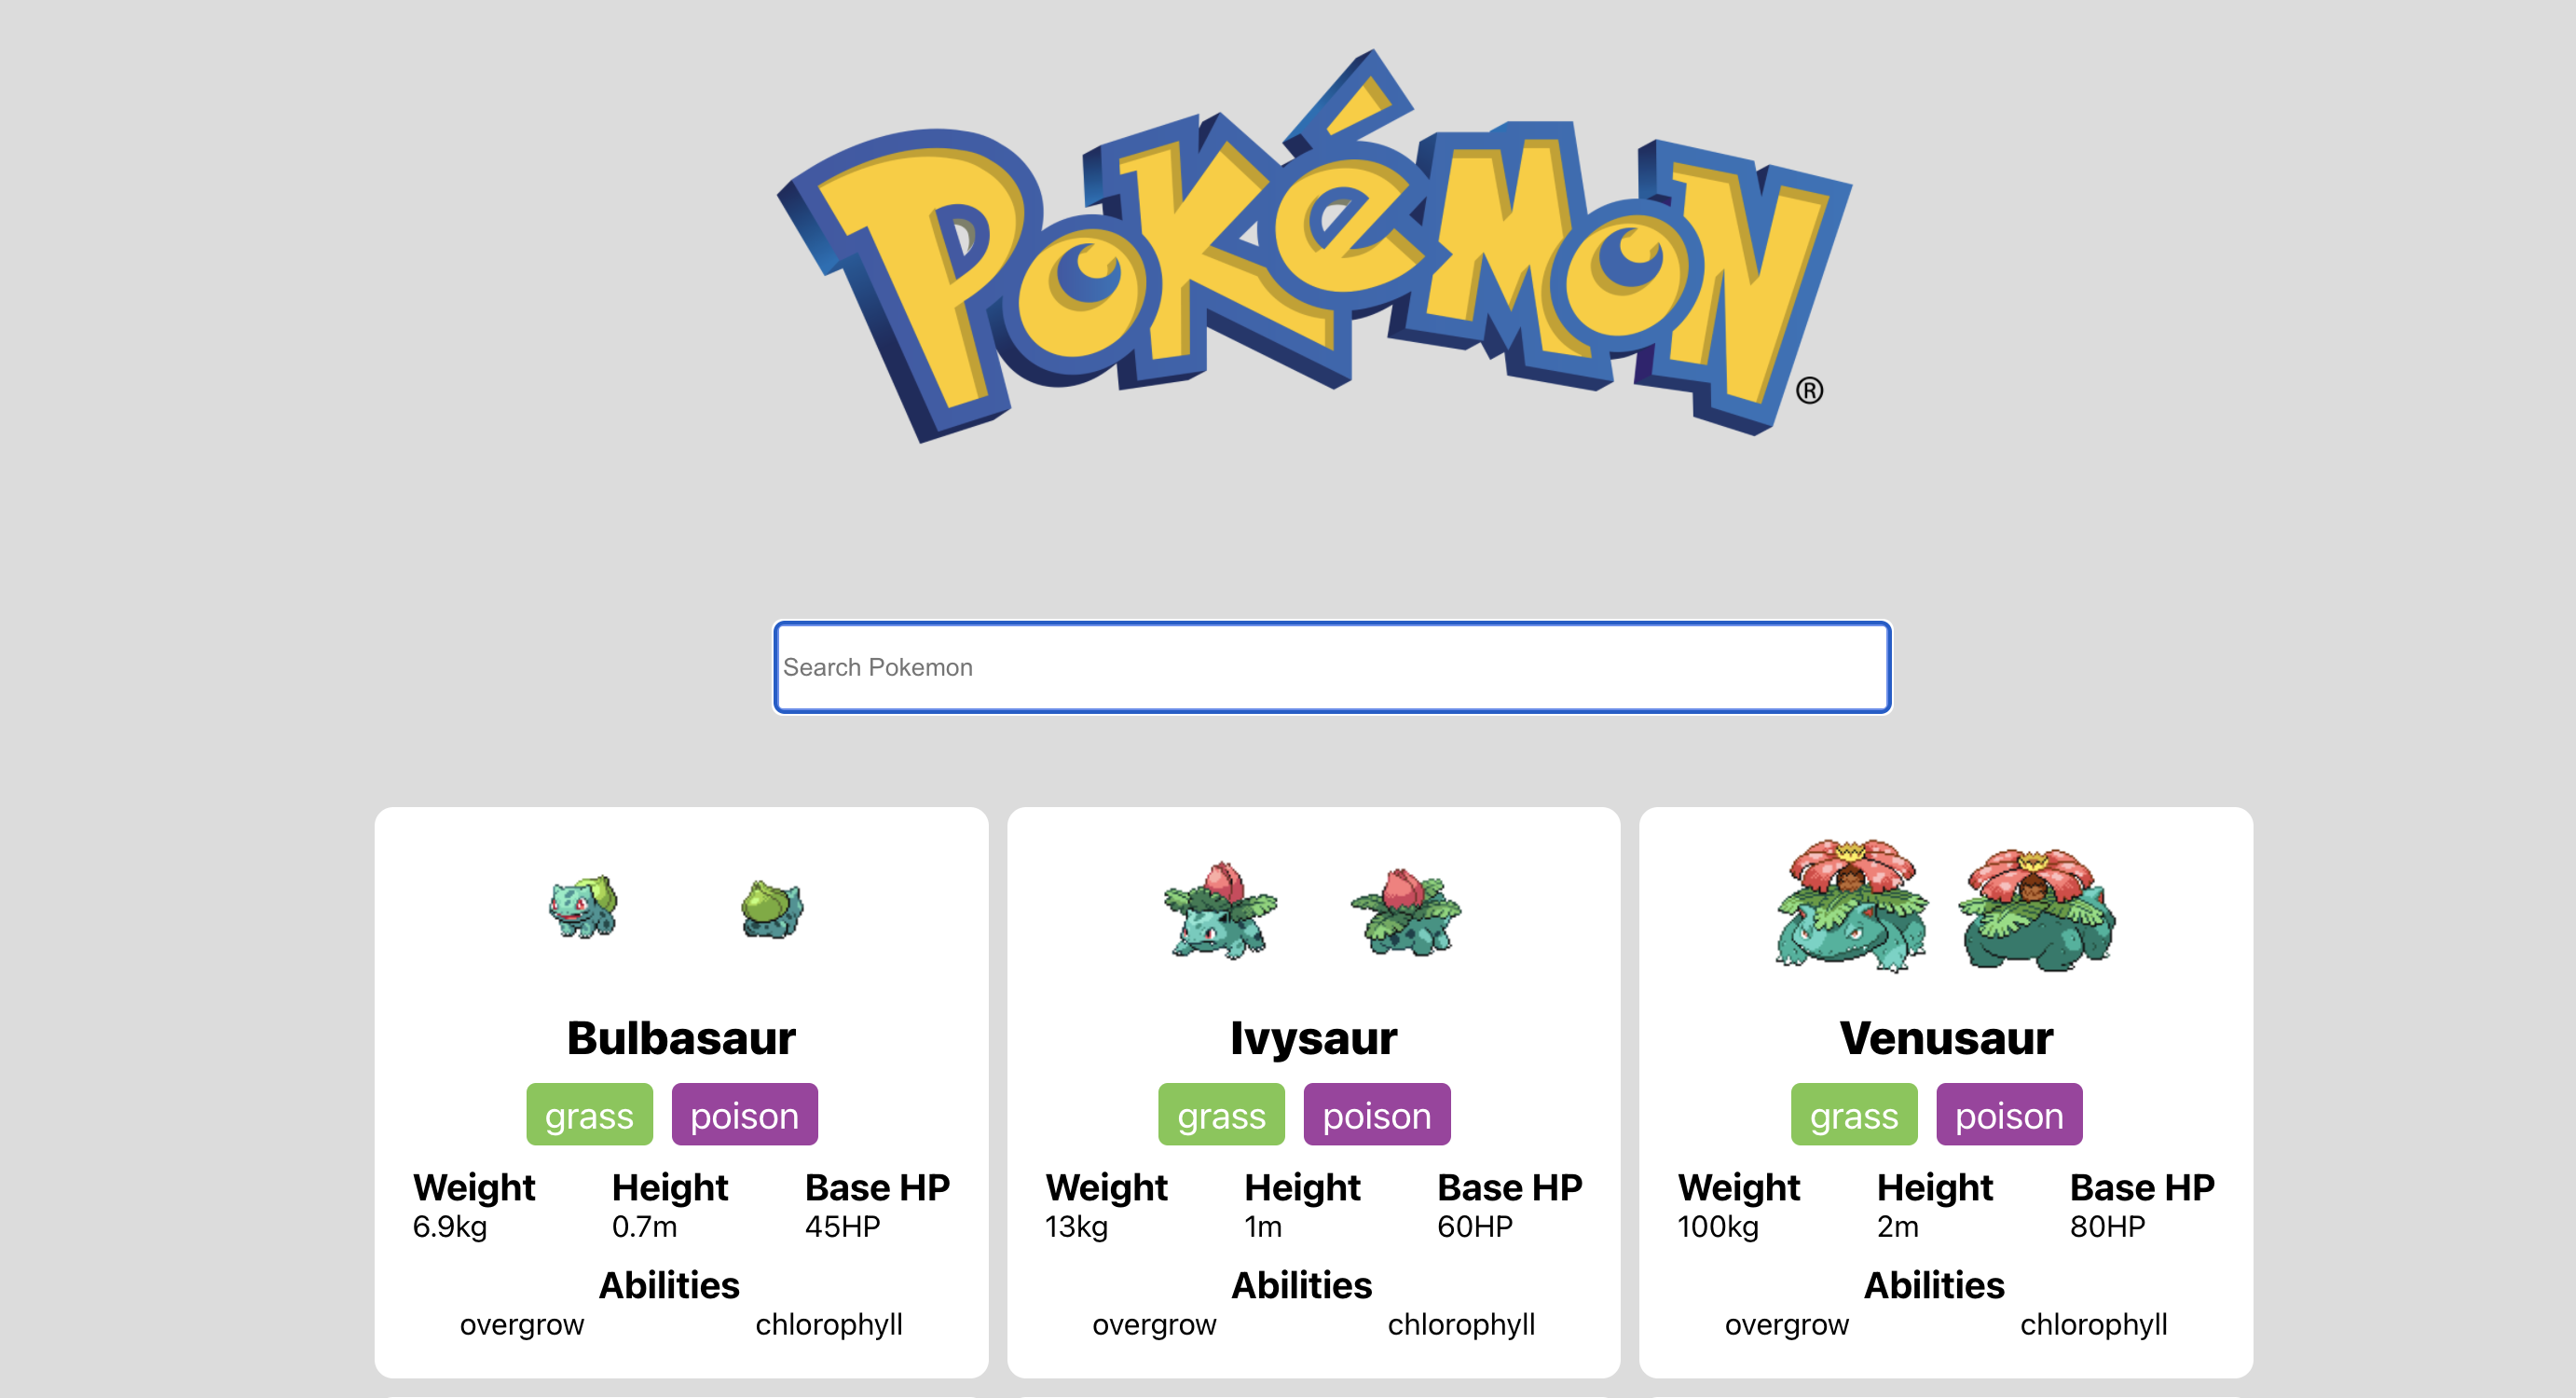 POKéMON®
Search Pokemon
Bulbasaur
grass poison
Weight Height Base HP
6.9kg 0.7m 45HP
Abilities
overgrow chlorophyll
Ivysaur
grass poison
Weight Height Base HP
13kg 1m 60HP
Abilities
overgrow chlorophyll
Venusaur
grass poison
Weight Height Base HP
100kg 2m 80HP
Abilities
overgrow chlorophyll